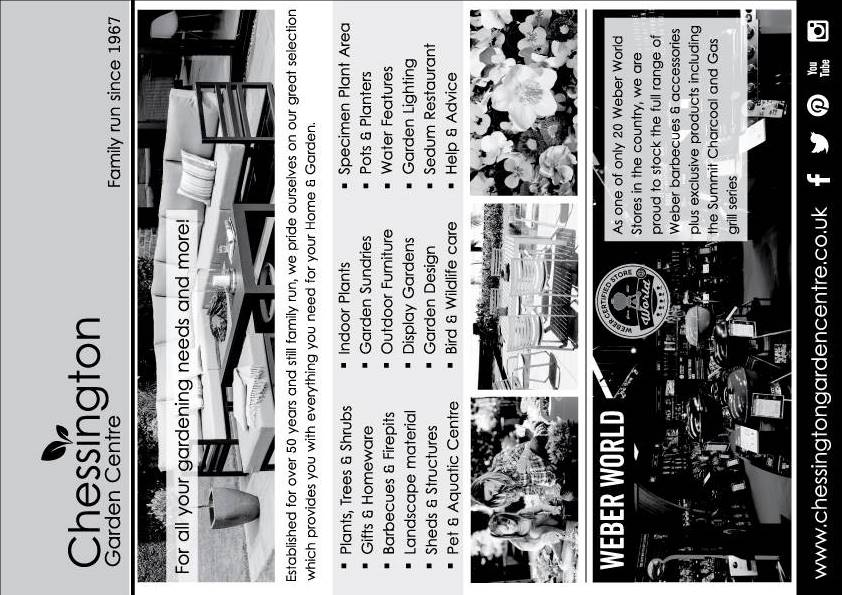 Chessington
Garden Centre
Family run since 1967
For all your gardening needs and more!
Established for over 50 years and still family run, we pride ourselves on our great selection
which provides you with everything you need for your Home & Garden.
▪ Plants, Trees & Shrubs
▪ Gifts & Homeware
▪ Barbecues & Firepits
▪ Landscape material
▪ Sheds & Structures
▪ Pet & Aquatic Centre
▪ Indoor Plants
▪ Garden Sundries
▪ Outdoor Furniture
▪ Display Gardens
▪ Garden Design
▪ Bird & Wildlife care
▪ Specimen Plant Area
▪ Pots & Planters
▪ Water Features
▪ Garden Lighting
▪ Sedum Restaurant
▪ Help & Advice
WEBER WORLD
WEBER CERTIFIED STORE
World
As one of only 20 Weber World
Stores in the country, we are
proud to stock the full range of
Weber barbecues & accessories
plus exclusive products including
the Summit Charcoal and Gas
grill series
www.chessingtongardencentre.co.uk
You
Tube